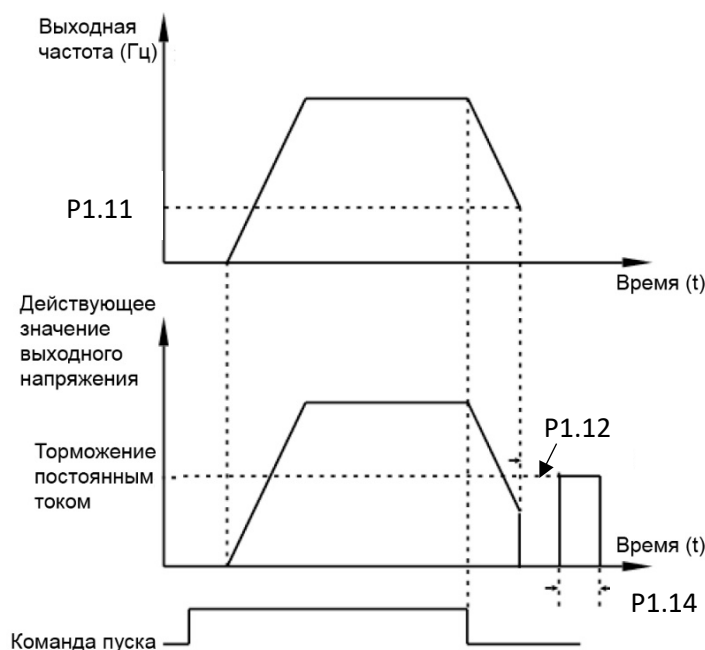 Выходная
частота (Гц)
P1.11
Время (t)
Действующее
значение
выходного
напряжения
P1.12
Торможение
постоянным
током
Время (t)
P1.14
Команда пуска